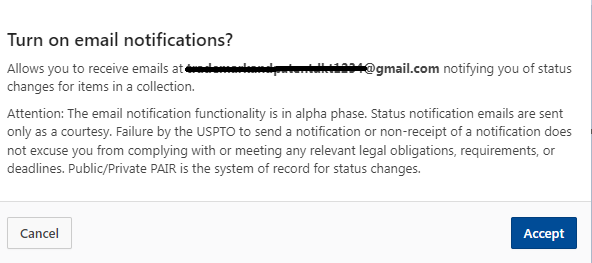 Turn on email notifications?
Allows you to receive emails at @gmail.com notifying you of status
changes for items in a collection.
Attention: The email notification functionality is in alpha phase. Status notification emails are sent
only as a courtesy. Failure by the USPTO to send a notification or non-receipt of a notification does
not excuse you from complying with or meeting any relevant legal obligations, requirements, or
deadlines. Public/Private PAIR is the system of record for status changes.
Cancel
Accept